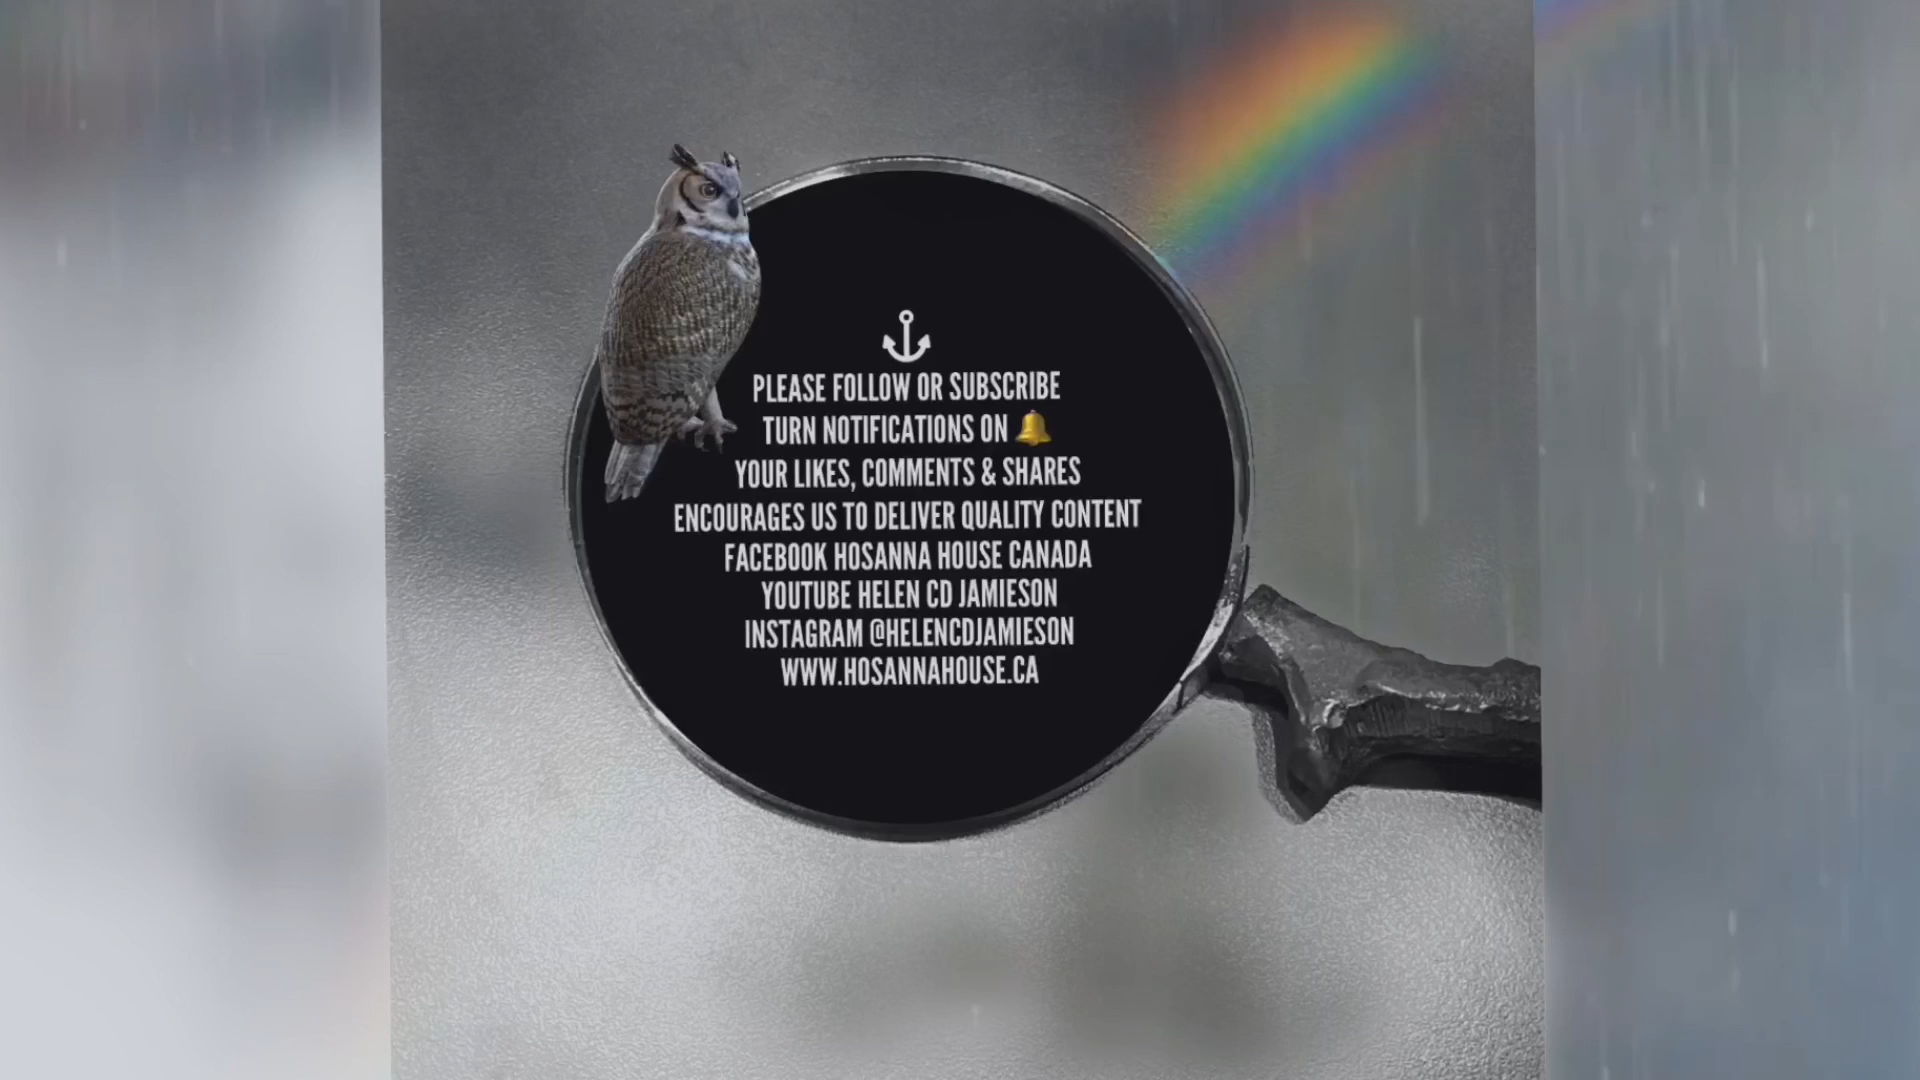 PLEASE FOLLOW OR SUBSCRIBE
TURN NOTIFICATIONS ON 🔔
YOUR LIKES, COMMENTS & SHARES
ENCOURAGES US TO DELIVER QUALITY CONTENT
FACEBOOK HOSANNA HOUSE CANADA
YOUTUBE HELEN CD JAMIESON
INSTAGRAM @HELENCDJAMIESON
WWW.HOSANNAHOUSE.CA